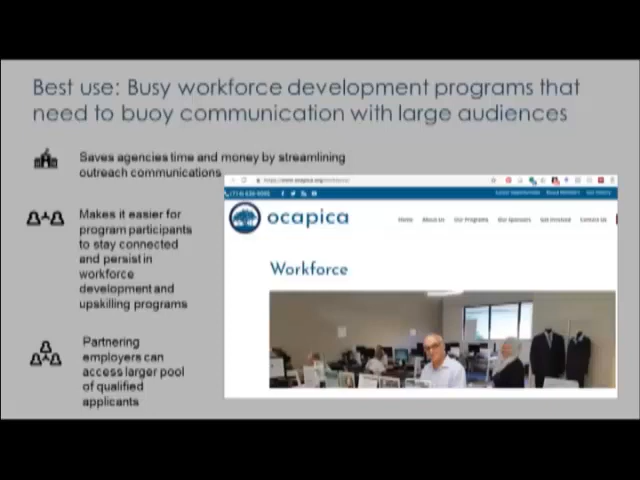 Best use: Busy workforce development programs that
need to buoy communication with large audiences
Saves agencies time and money by streamlining
outreach communications
Makes it easier for
program participants
to stay connected
and persist in
workforce
development and
upskilling programs
Partnering
employers can
access larger pool
of qualified
applicants
ocapica
Home About Us Our Programs Our Sponsors Get Involved Contact Us
Workforce